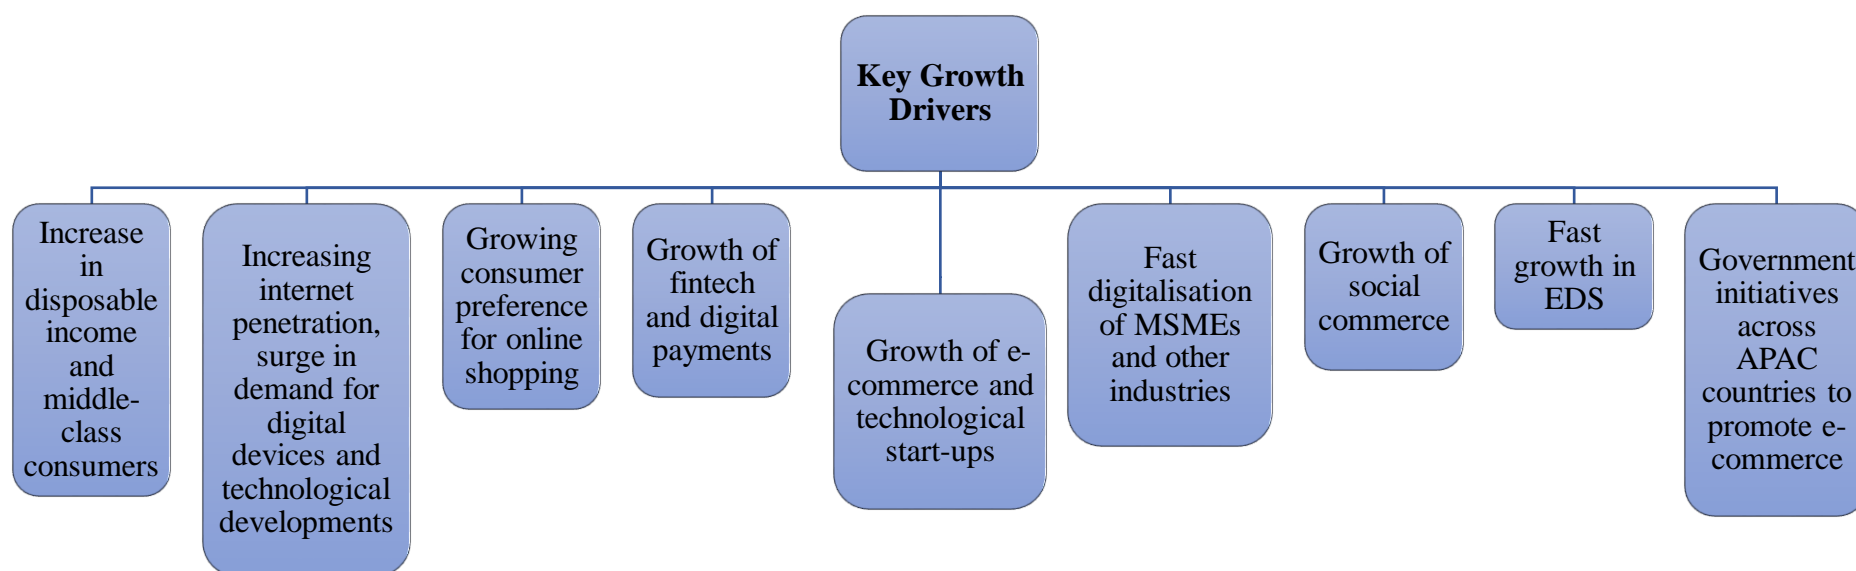 Key Growth
Drivers
Increase
in
disposable
income
and
middle-
class
consumers
Increasing
internet
penetration,
surge in
demand for
digital
devices and
technological
developments
Growing
consumer
preference
for online
shopping
Growth of
fintech
and digital
payments
Growth of e-
commerce and
technological
start-ups
Fast
digitalisation
of MSMEs
and other
industries
Growth of
social
commerce
Fast
growth in
EDS
Government
initiatives
across
APAC
countries to
promote e-
commerce